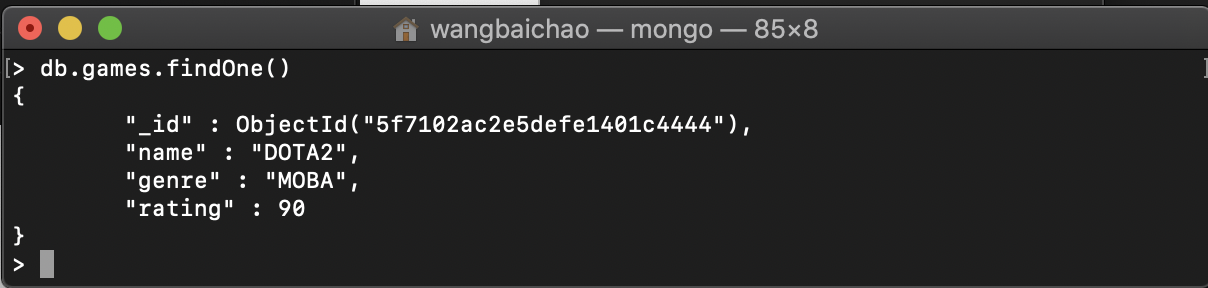 wangbaichao — mongo — 85×8
[> db.games.findOne() ]
{
        "_id" : ObjectId("5f7102ac2e5defe1401c4444"),
        "name" : "DOTA2",
        "genre" : "MOBA",
        "rating" : 90
}
>